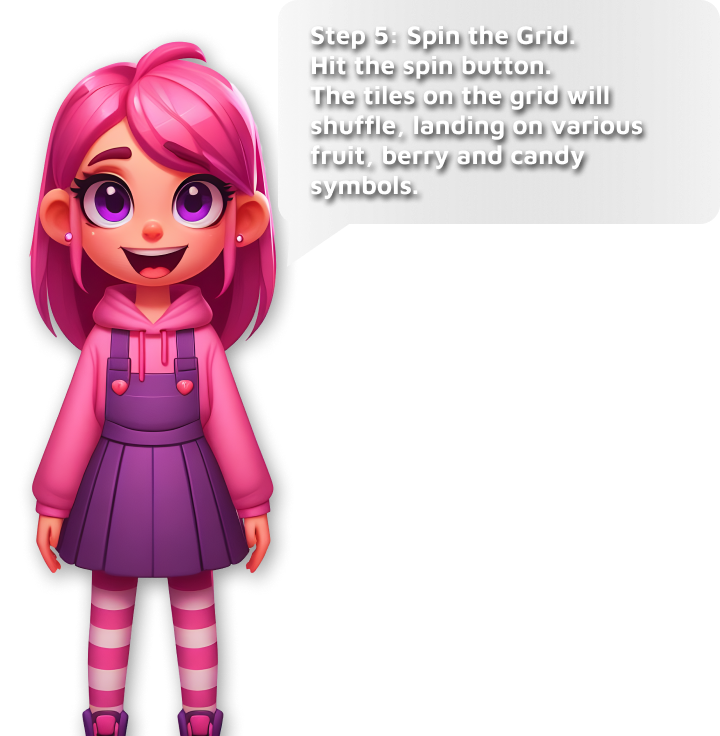 Step 5: Spin the Grid.
Hit the spin button.
The tiles on the grid will
shuffle, landing on various
fruit, berry and candy
symbols.